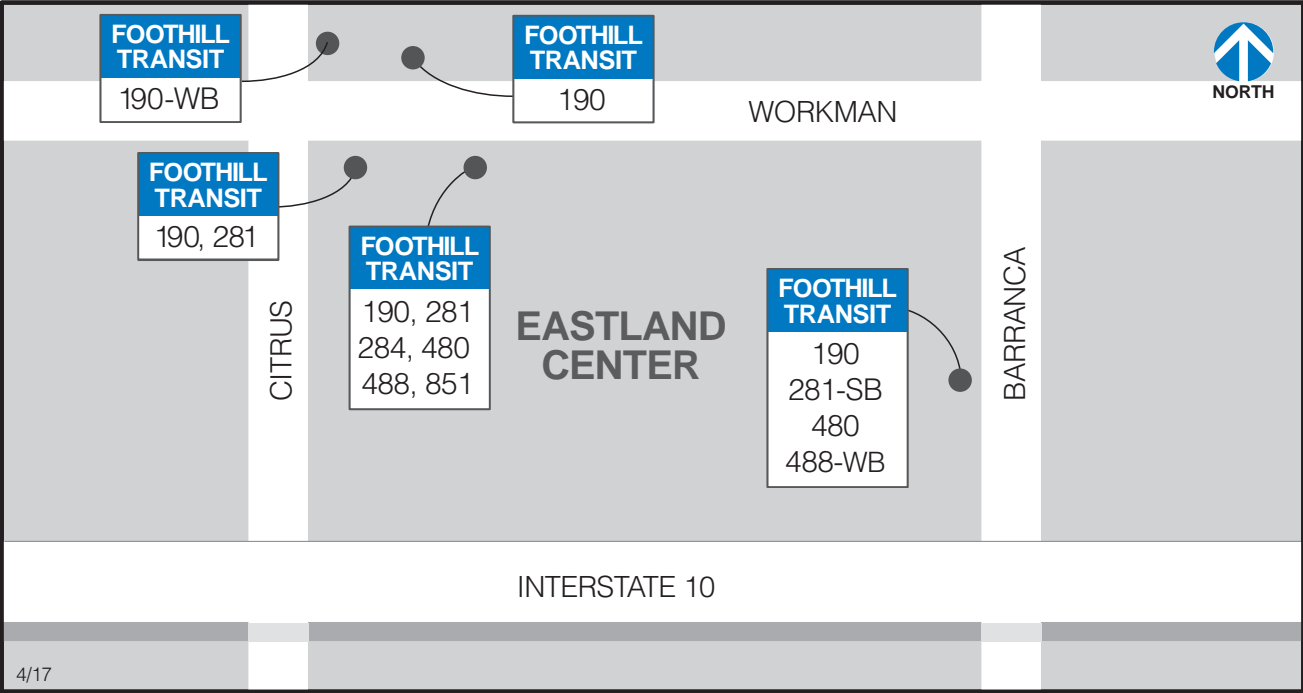 FOOTHILL
TRANSIT
190-WB
FOOTHILL
TRANSIT
190
NORTH
WORKMAN
FOOTHILL
TRANSIT
190, 281
FOOTHILL
TRANSIT
190, 281
284, 480
488, 851
CITRUS
EASTLAND
CENTER
FOOTHILL
TRANSIT
190
281-SB
480
488-WB
BARRANCA
INTERSTATE 10
4/17